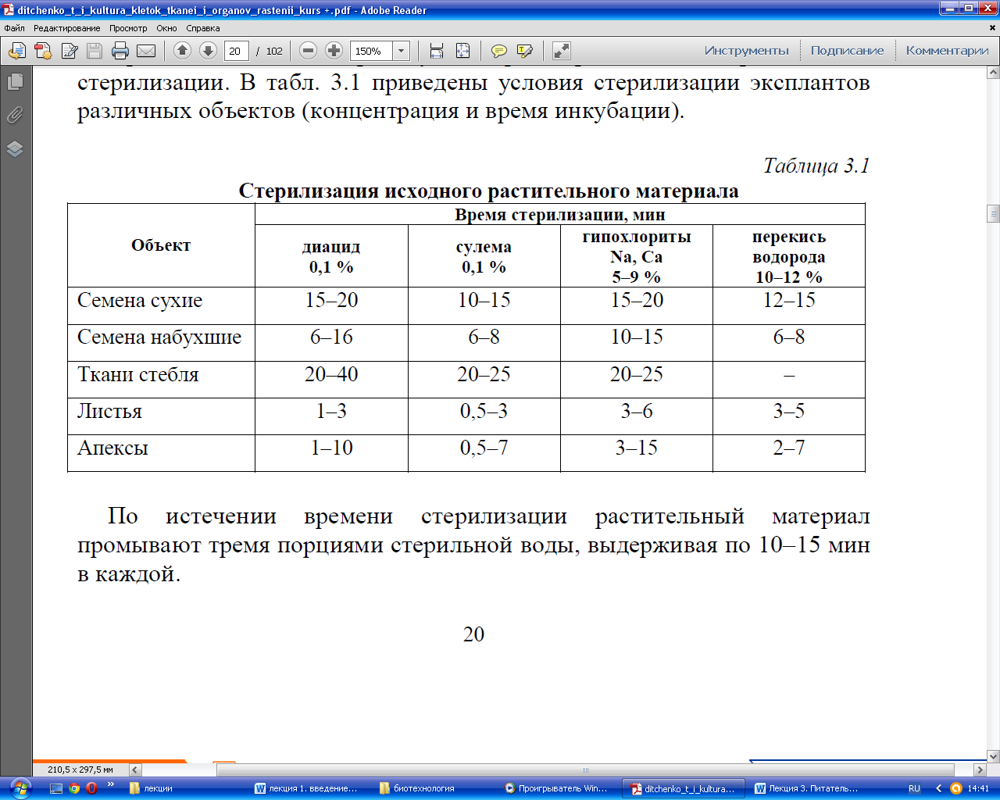 ditchenko_t_i_kultura_kletok_tkanei_i_organov_rastenii_kurs +.pdf - Adobe Reader
Файл Редактирование Просмотр Окно Справка
20 / 102 150% Инструменты Подписание Комментарии
стерилизации. В табл. 3.1 приведены условия стерилизации эксплантов
различных объектов (концентрация и время инкубации).
Таблица 3.1
Стерилизация исходного растительного материала
Объект
Время стерилизации, мин
диацид 0,1 %
сулема 0,1 %
гипохлориты Na, Ca 5–9 %
перекись водорода 10–12 %
Семена сухие 15–20 10–15 15–20 12–15
Семена набухшие 6–16 6–8 10–15 6–8
Ткани стебля 20–40 20–25 20–25 –
Листья 1–3 0,5–3 3–6 3–5
Апексы 1–10 0,5–7 3–15 2–7
По истечении времени стерилизации растительный материал
промывают тремя порциями стерильной воды, выдерживая по 10–15 мин
в каждой.
20
210,5 x 297,5 мм
лекции лекция 1. введение... биотехнология Проигрыватель Win... ditchenko_t_i_kultura... Лекция 3. Питатель... RU 14:41